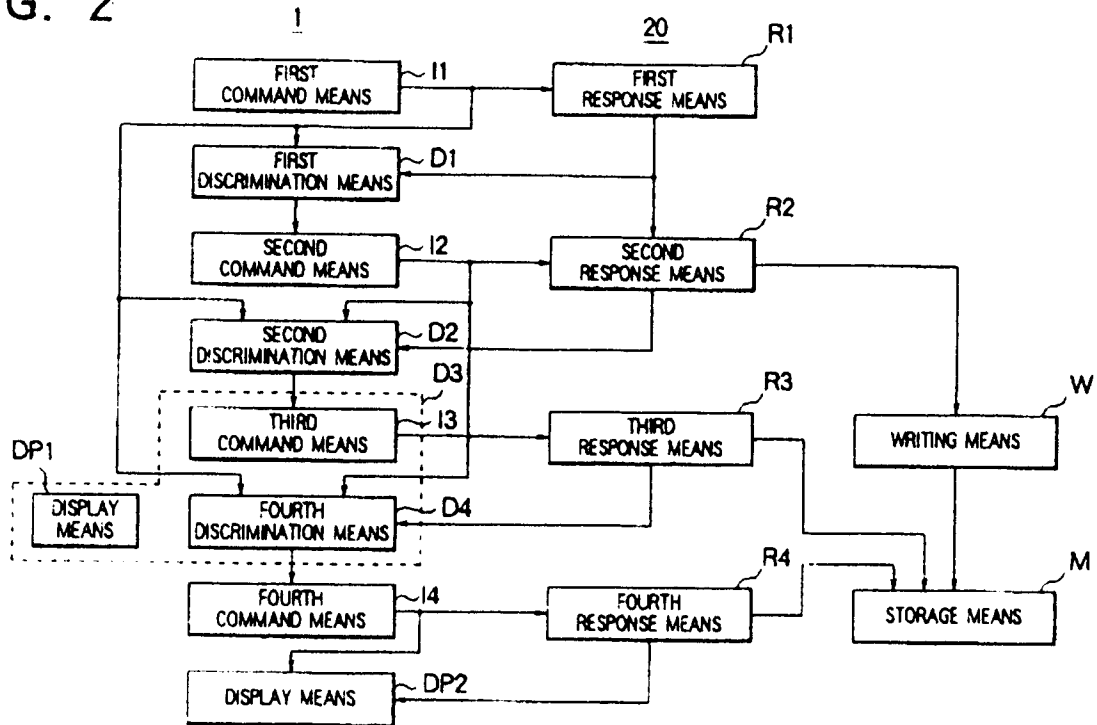 G. 2
1
20
R1
FIRST
COMMAND MEANS
I1
FIRST
RESPONSE MEANS
FIRST
DISCRIMINATION MEANS
D1
R2
SECOND
COMMAND MEANS
I2
SECOND
RESPONSE MEANS
SECOND
DISCRIMINATION MEANS
D2
D3
R3
W
THIRD
COMMAND MEANS
I3
THIRD
RESPONSE MEANS
WRITING MEANS
DP1
DISPLAY
MEANS
FOURTH
DISCRIMINATION MEANS
D4
R4
M
FOURTH
COMMAND MEANS
I4
FOURTH
RESPONSE MEANS
STORAGE MEANS
DISPLAY MEANS
DP2